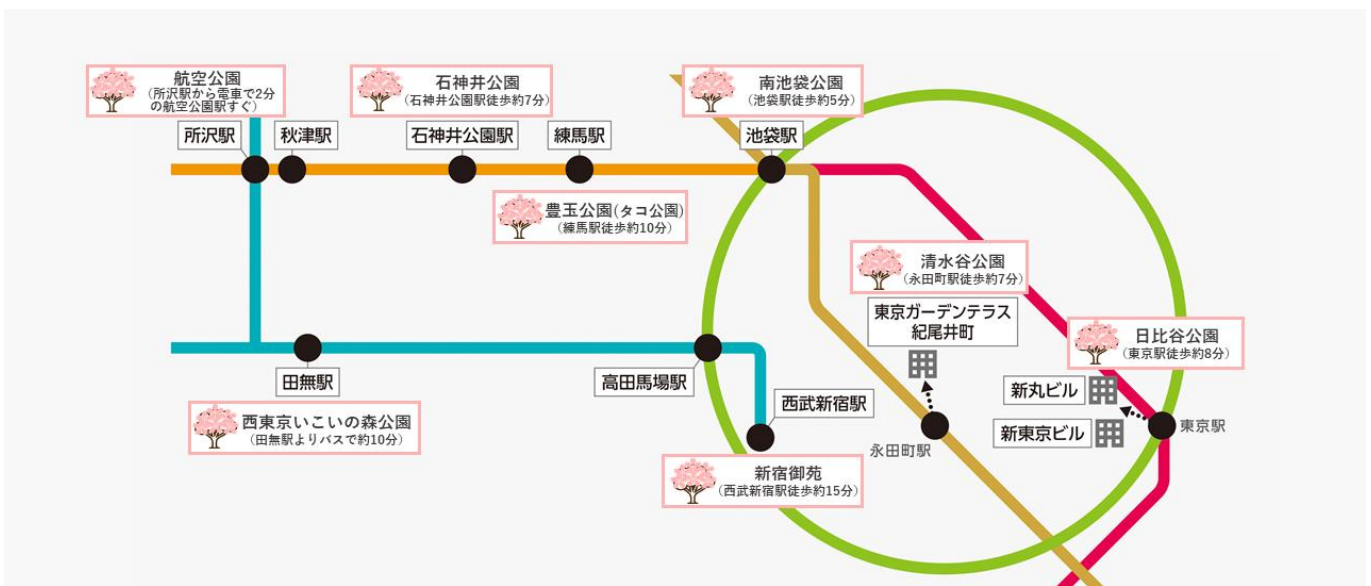 航空公園
(所沢駅から電車で2分
の航空公園駅すぐ)
石神井公園
(石神井公園駅徒歩約7分)
南池袋公園
(池袋駅徒歩約5分)
所沢駅
秋津駅
石神井公園駅
練馬駅
池袋駅
豊玉公園(タコ公園)
(練馬駅徒歩約10分)
清水谷公園
(永田町駅徒歩約7分)
東京ガーデンテラス
紀尾井町
日比谷公園
(東京駅徒歩約8分)
田無駅
高田馬場駅
西武新宿駅
新丸ビル
新東京ビル
東京駅
永田町駅
西東京いこいの森公園
(田無駅よりバスで約10分)
新宿御苑
(西武新宿駅徒歩約15分)